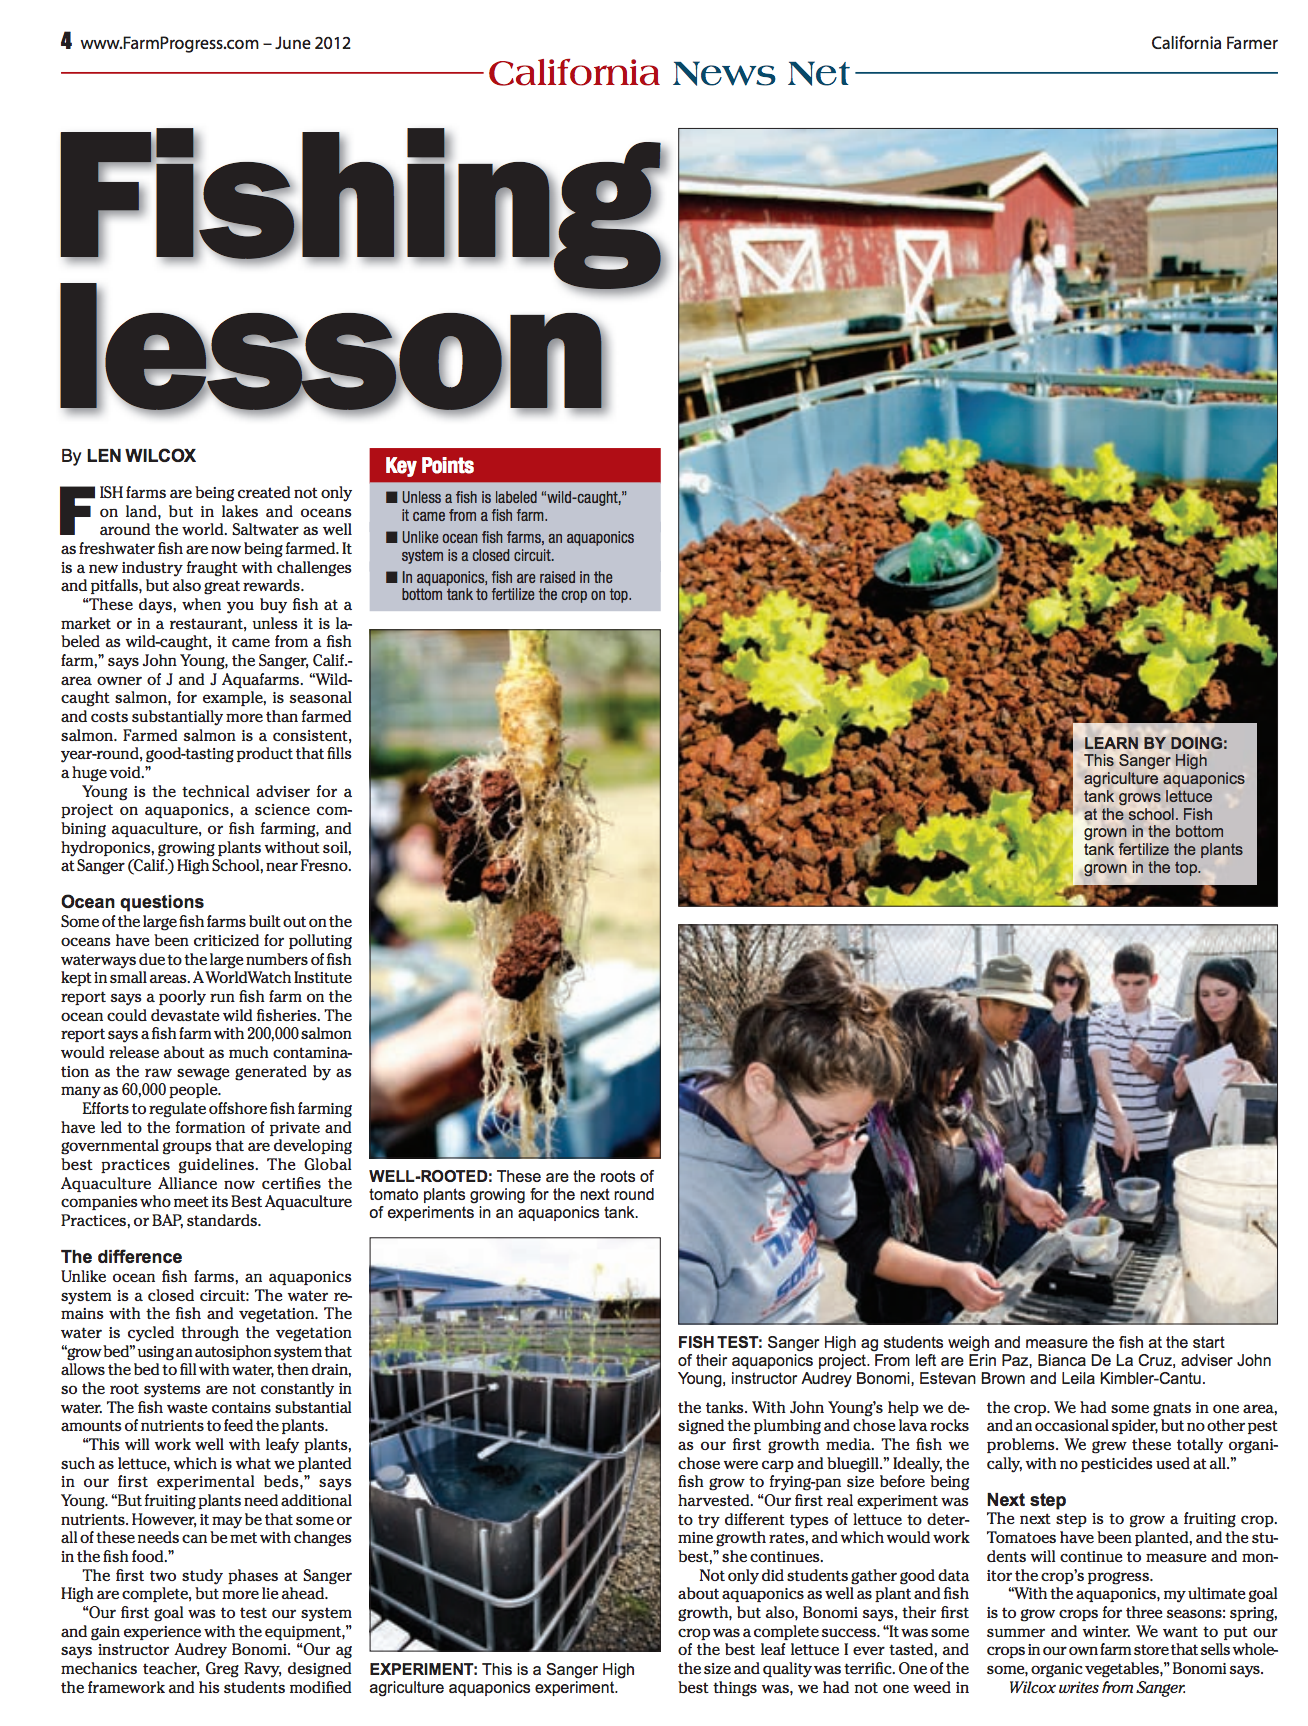 4 www.FarmProgress.com – June 2012
California Farmer
California News Net
Fishing
lesson
By LEN WILCOX
FISH farms are being created not only
on land, but in lakes and oceans
around the world. Saltwater as well
as freshwater fish are now being farmed. It
is a new industry fraught with challenges
and pitfalls, but also great rewards.
“These days, when you buy fish at a
market or in a restaurant, unless it is la-
beled as wild-caught, it came from a fish
farm,” says John Young, the Sanger, Calif.-
area owner of J and J Aquafarms. “Wild-
caught salmon, for example, is seasonal
and costs substantially more than farmed
salmon. Farmed salmon is a consistent,
year-round, good-tasting product that fills
a huge void.”
Young is the technical adviser for a
project on aquaponics, a science com-
bining aquaculture, or fish farming, and
hydroponics, growing plants without soil,
at Sanger (Calif.) High School, near Fresno.
Ocean questions
Some of the large fish farms built out on the
oceans have been criticized for polluting
waterways due to the large numbers of fish
kept in small areas. A WorldWatch Institute
report says a poorly run fish farm on the
ocean could devastate wild fisheries. The
report says a fish farm with 200,000 salmon
would release about as much contamina-
tion as the raw sewage generated by as
many as 60,000 people.
Efforts to regulate offshore fish farming
have led to the formation of private and
governmental groups that are developing
best practices guidelines. The Global
Aquaculture Alliance now certifies the
companies who meet its Best Aquaculture
Practices, or BAP, standards.
The difference
Unlike ocean fish farms, an aquaponics
system is a closed circuit: The water re-
mains with the fish and vegetation. The
water is cycled through the vegetation
“grow bed” using an autosiphon system that
allows the bed to fill with water, then drain,
so the root systems are not constantly in
water. The fish waste contains substantial
amounts of nutrients to feed the plants.
“This will work well with leafy plants,
such as lettuce, which is what we planted
in our first experimental beds,” says
Young. “But fruiting plants need additional
nutrients. However, it may be that some or
all of these needs can be met with changes
in the fish food.”
The first two study phases at Sanger
High are complete, but more lie ahead.
“Our first goal was to test our system
and gain experience with the equipment,”
says instructor Audrey Bonomi. “Our ag
mechanics teacher, Greg Ravy, designed
the framework and his students modified
Key Points
■ Unless a fish is labeled “wild-caught,”
it came from a fish farm.
■ Unlike ocean fish farms, an aquaponics
system is a closed circuit.
■ In aquaponics, fish are raised in the
bottom tank to fertilize the crop on top.
WELL-ROOTED: These are the roots of
tomato plants growing for the next round
of experiments in an aquaponics tank.
EXPERIMENT: This is a Sanger High
agriculture aquaponics experiment.
LEARN BY DOING:
This Sanger High
agriculture aquaponics
tank grows lettuce
at the school. Fish
grown in the bottom
tank fertilize the plants
grown in the top.
FISH TEST: Sanger High ag students weigh and measure the fish at the start
of their aquaponics project. From left are Erin Paz, Bianca De La Cruz, adviser John
Young, instructor Audrey Bonomi, Estevan Brown and Leila Kimbler-Cantu.
the tanks. With John Young’s help we de-
signed the plumbing and chose lava rocks
as our first growth media. The fish we
chose were carp and bluegill.” Ideally, the
fish grow to frying-pan size before being
harvested. “Our first real experiment was
to try different types of lettuce to deter-
mine growth rates, and which would work
best,” she continues.
Not only did students gather good data
about aquaponics as well as plant and fish
growth, but also, Bonomi says, their first
crop was a complete success. “It was some
of the best leaf lettuce I ever tasted, and
the size and quality was terrific. One of the
best things was, we had not one weed in
the crop. We had some gnats in one area,
and an occasional spider, but no other pest
problems. We grew these totally organi-
cally, with no pesticides used at all.”
Next step
The next step is to grow a fruiting crop.
Tomatoes have been planted, and the stu-
dents will continue to measure and mon-
itor the crop’s progress.
“With the aquaponics, my ultimate goal
is to grow crops for three seasons: spring,
summer and winter. We want to put our
crops in our own farm store that sells whole-
some, organic vegetables,” Bonomi says.
Wilcox writes from Sanger.